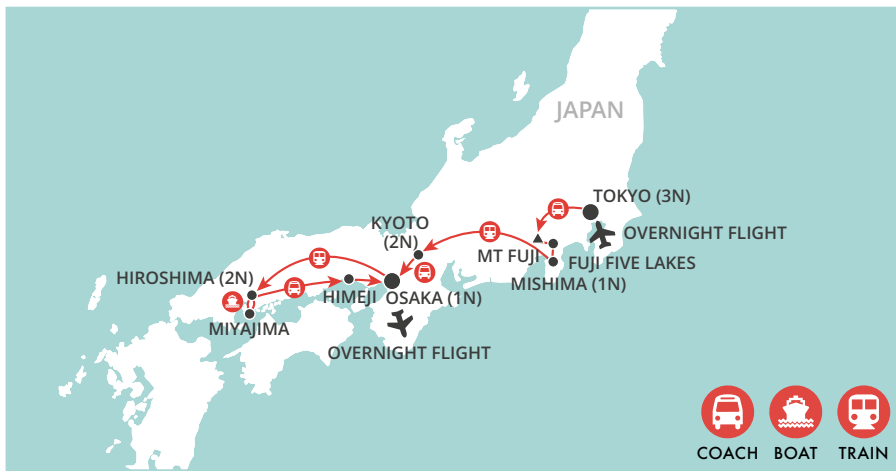 JAPAN
TOKYO (3N)
OVERNIGHT FLIGHT
KYOTO
(2N)
MT FUJI
FUJI FIVE LAKES
MISHIMA (1N)
HIROSHIMA (2N)
HIMEJI
OSAKA (1N)
MIYAJIMA
OVERNIGHT FLIGHT
COACH
BOAT
TRAIN